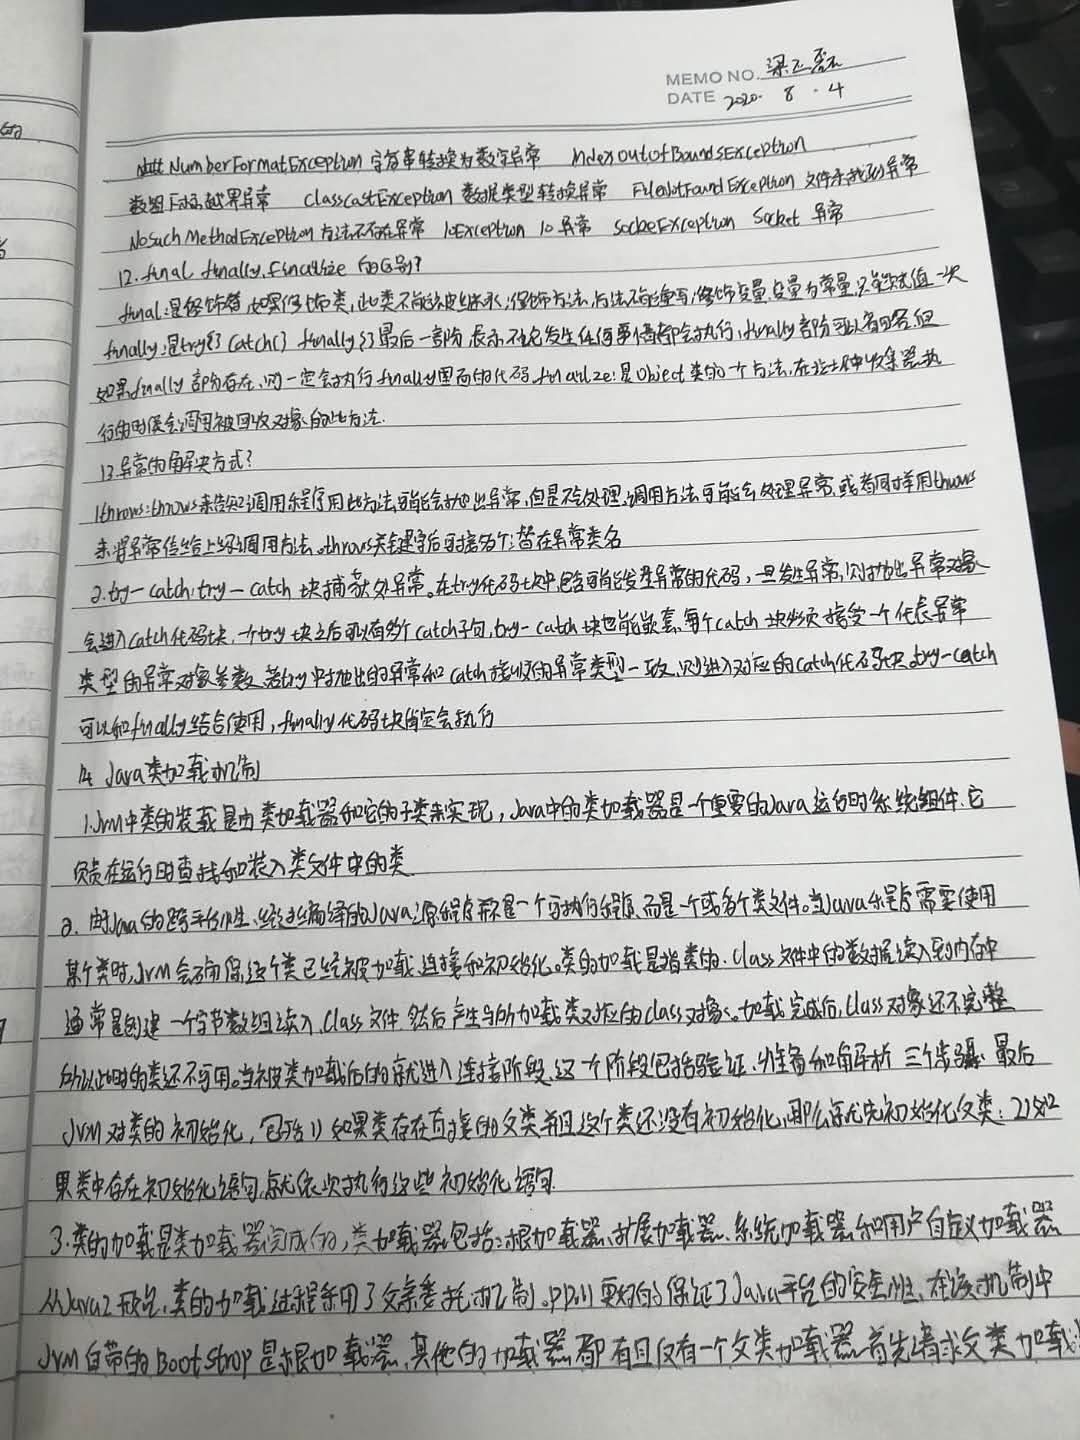 MEMO NO. 梁正
DATE 2020. 8 . 4
NumberFormatException 字符串转换为数字异常 IndexOutOfBoundsException
数组下标越界异常 ClassCastException 数据类型转换异常 FileNotFoundException 文件未找到异常
NoSuchMethodException 方法不存在异常 IOException IO异常 SockeException Socket 异常
12. final finally, finalize 的区别?
final:是修饰符 如果修饰类,此类不能被继承,修饰方法,方法不能重写,修饰变量,变量为常量,只能赋值一次
finally:是try{} catch{} finally{}最后一部分 表示不论发生任何事情都会执行,finally部分可以省略,但
如果finally部分存在,则一定会执行finally里面的代码.finalize:是Object类的一个方法,在垃圾收集器执
行的时候会调用被回收对象的此方法.
13.异常的解决方式?
1throws:throws来告知调用程序用此方法可能会抛出异常,但是不会处理,调用方法可能会处理异常,或者同样用throws
来将异常传给上级调用方法。throws关键字后可接多个;替在异常类名
2.try-catch:try-catch 块捕获处异常。在try代码块中包含可能发生异常的代码,一旦发生异常,则抛出异常对象
会进入catch代码块,一个try块之后可以有多个catch子句,try-catch块也能嵌套,每个catch块必须接受一个代表异常
类型的异常对象参数,若try中抛出的异常和catch接收的异常类型一致,则进入对应的catch代码块.try-catch
可以和finally结合使用,finally代码块肯定会执行
14 Java类加载机制
1.Jvm中类的装载是由类加载器和它的子类来实现,Java中的类加载器是一个重要的Java运行时系统组件.它
负责在运行时查找和装入类文件中的类.
2.由于Java的跨平台性、经过编译的Java源程序不是一个可执行程序,而是一个或多个类文件。当Java程序需要使用
某个类时,JVM会确保这个类已经被加载.连接和初始化。类的加载是指类的.class文件中的数据读入到内存中
通常是创建一个字节数组读入.class文件.然后产生与所加载类对应的class对象。加载完成后,Class对象还不完整
所以此时的类还不可用。当被类加载后的就进入连接阶段,这个阶段包括验证、准备和解析三个步骤.最后
JVM对类的初始化,包括1)如果类存在直接的父类并且这个类还没有初始化,那么就先初始化父类;2)如
果类中存在初始化语句.就依次执行这些初始化语句.
3.类的加载是类加载器完成的,类加载器包括:根加载器、扩展加载器、系统加载器和用户自定义加载器
从Java2开始,类的加载过程采用了父亲委托机制.PDM更好的保证了Java平台的安全性.在该机制中
JVM自带的BootStrop是根加载器,其他的加载器都有且仅有一个父类加载器.首先请求父类加载